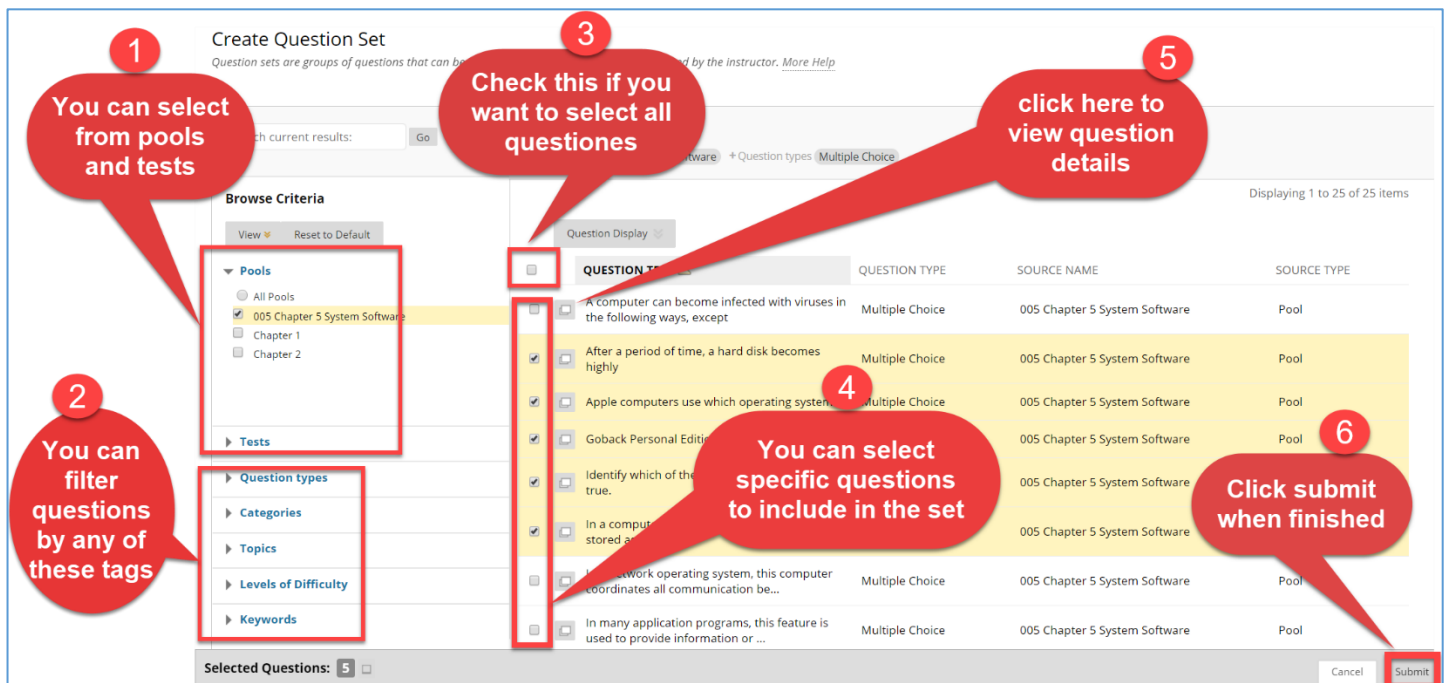 Create Question Set
Question sets are groups of questions that can be
d by the instructor. More Help
1
You can select
from pools
and tests
3
Check this if you
want to select all
questiones
5
click here to
view question
details
ch current results:
Go
tware
+Question types Multiple Choice
Displaying 1 to 25 of 25 items
Browse Criteria
View
Reset to Default
Question Display
Pools
All Pools
005 Chapter 5 System Software
Chapter 1
Chapter 2
2
You can
filter
questions
by any of
these tags
Tests
Question types
Categories
Topics
Levels of Difficulty
Keywords
QUESTION QUESTION TYPE SOURCE NAME SOURCE TYPE
A computer can become infected with viruses in
the following ways, except
Multiple Choice 005 Chapter 5 System Software Pool
After a period of time, a hard disk becomes
highly
Multiple Choice 005 Chapter 5 System Software Pool
Apple computers use which operating system
Multiple Choice 005 Chapter 5 System Software Pool
Goback Personal Editi
005 Chapter 5 System Software Pool
Identify which of the
true.
005 Chapter 5 System Software Pool
In a comput
stored a
005 Chapter 5 System Software Pool
work operating system, this computer
coordinates all communication be...
Multiple Choice 005 Chapter 5 System Software Pool
In many application programs, this feature is
used to provide information or ...
Multiple Choice 005 Chapter 5 System Software Pool
4
You can select
specific questions
to include in the set
6
Click submit
when finished
Selected Questions: 5
Cancel
Submit